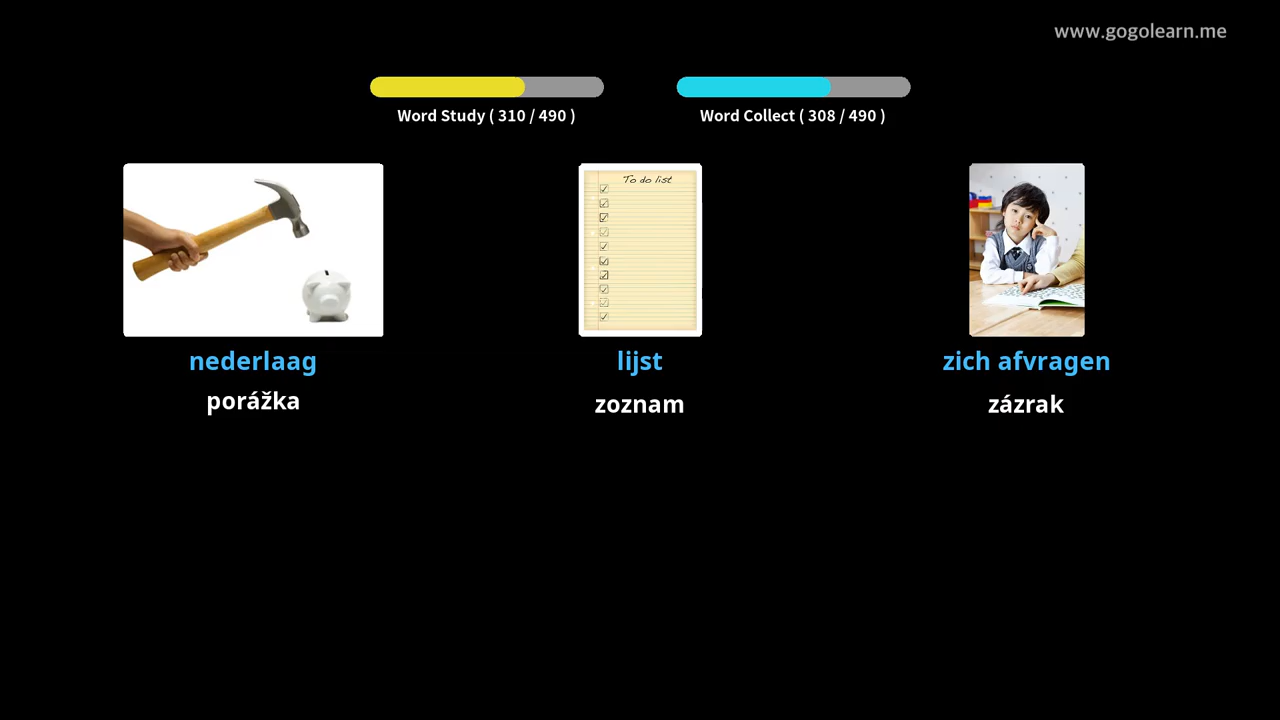 www.gogolearn.me
Word Study ( 310 / 490 )
Word Collect ( 308 / 490 )
To do list
nederlaag
lijst
zich afvragen
porážka
zoznam
zázrak